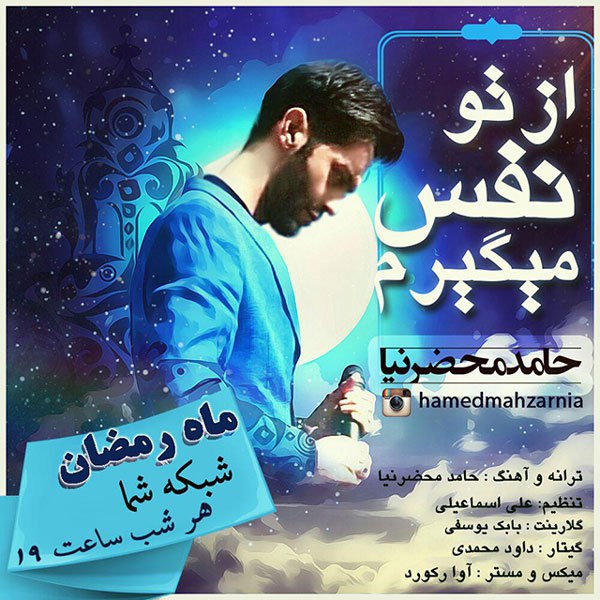 از تو
نفس
میگیرم
حامد محضرنیا
hamedmahzarnia
ترانه و آهنگ : حامد محضرنیا
تنظیم: علی اسماعیلی
گلارینت : بابک یوسفی
گیتار : داود محمدی
میکس و مستر : آوا رکورد
ماه رمضان
شبکه شما
هر شب ساعت ۱۹